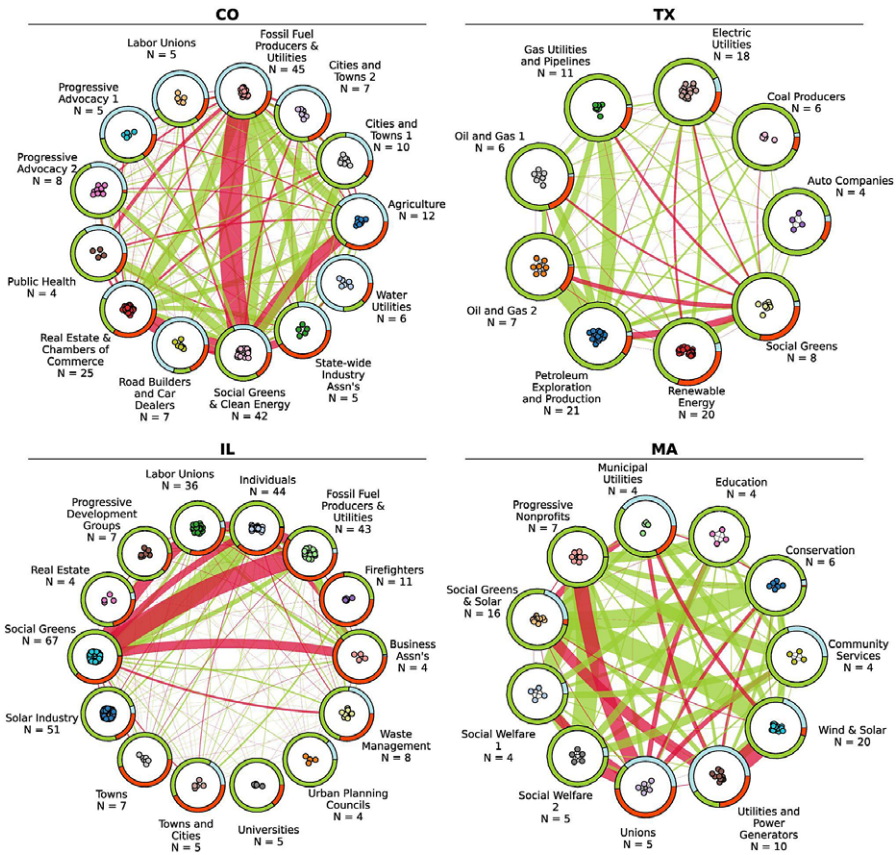 CO
Labor Unions
N = 5
Fossil Fuel
Producers &
Utilities
N = 45
Cities and
Towns 2
N = 7
Progressive
Advocacy 1
N = 5
Cities and
Towns 1
N = 10
Progressive
Advocacy 2
N = 8
Agriculture
N = 12
Public Health
N = 4
Water
Utilities
N = 6
Real Estate &
Chambers of
Commerce
N = 25
Road Builders
and Car
Dealers
N = 7
Social Greens
& Clean Energy
N = 42
State-wide
Industry
Assn's
N = 5
TX
Gas Utilities
and Pipelines
N = 11
Electric
Utilities
N = 18
Coal Producers
N = 6
Oil and Gas 1
N = 6
Auto Companies
N = 4
Oil and Gas 2
N = 7
Social Greens
N = 8
Petroleum
Exploration
and Production
N = 21
Renewable
Energy
N = 20
IL
Labor Unions
N = 36
Individuals
N = 44
Progressive
Development
Groups
N = 7
Fossil Fuel
Producers &
Utilities
N = 43
Real Estate
N = 4
Firefighters
N = 11
Social Greens
N = 67
Business
Assn's
N = 4
Solar Industry
N = 51
Waste
Management
N = 8
Towns
N = 7
Urban Planning
Councils
N = 4
Towns and
Cities
N = 5
Universities
N = 5
MA
Municipal
Utilities
N = 4
Education
N = 4
Progressive
Nonprofits
N = 7
Conservation
N = 6
Social Greens
& Solar
N = 16
Community
Services
N = 4
Social Welfare
1
N = 4
Wind & Solar
N = 20
Social Welfare
2
N = 5
Unions
N = 5
Utilities and
Power
Generators
N = 10